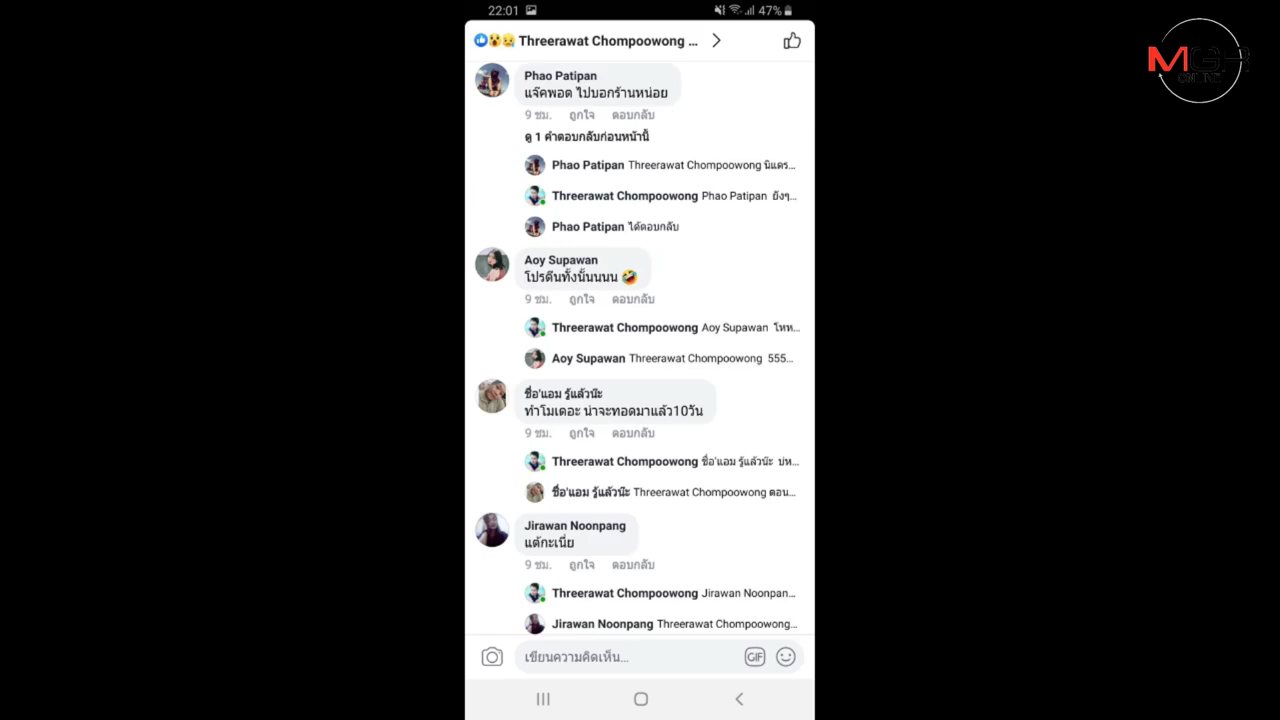 22:01
47%
Threerawat Chompoowong ...
MGR
ONLINE
Phao Patipan
แจ๊คพอต ไปบอกร้านหน่อย
9 ชม. ถูกใจ ตอบกลับ
ดู 1 คำตอบกลับก่อนหน้านี้
Phao Patipan Threerawat Chompoowong นิแคร...
Threerawat Chompoowong Phao Patipan ยังๆ...
Phao Patipan ได้ตอบกลับ
Aoy Supawan
โปรตีนทั้งนั้นนนนน 🤣
9 ชม. ถูกใจ ตอบกลับ
Threerawat Chompoowong Aoy Supawan โหห...
Aoy Supawan Threerawat Chompoowong 555...
ชื่อ'แอม รู้แล้วน๊ะ
ทำโมเตอะ น่าจะทอดมาแล้ว10วัน
9 ชม. ถูกใจ ตอบกลับ
Threerawat Chompoowong ชื่อ'แอม รู้แล้วน๊ะ บ่ห...
ชื่อ'แอม รู้แล้วน๊ะ Threerawat Chompoowong ตอน...
Jirawan Noonpang
แต้กะเนี่ย
9 ชม. ถูกใจ ตอบกลับ
Threerawat Chompoowong Jirawan Noonpan...
Jirawan Noonpang Threerawat Chompoowong...
เขียนความคิดเห็น...
GIF